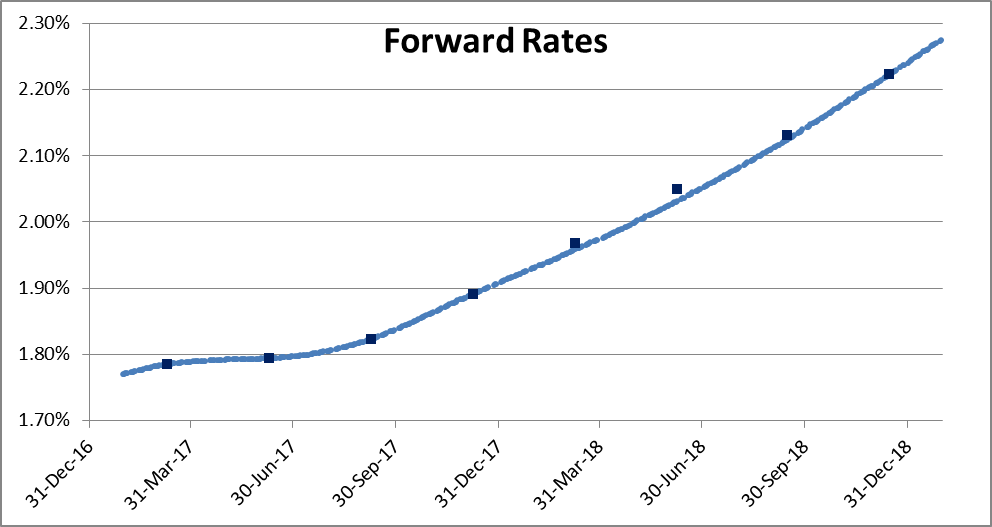 Forward Rates
2.30%
2.20%
2.10%
2.00%
1.90%
1.80%
1.70%
31-Dec-16
31-Mar-17
30-Jun-17
30-Sep-17
31-Dec-17
31-Mar-18
30-Jun-18
30-Sep-18
31-Dec-18